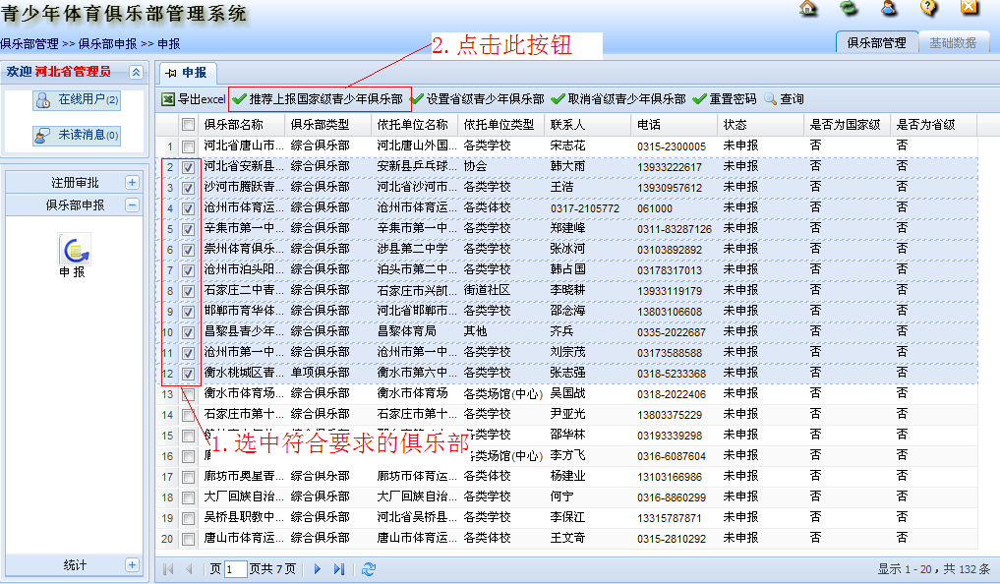 青少年体育俱乐部管理系统
俱乐部管理 >> 俱乐部申报 >> 申报
俱乐部管理 基础数据
欢迎 河北省管理员
在线用户(2)
未读消息(0)
注册审批
俱乐部申报
申 报
统计
申报
2. 点击此按钮
导出excel 推荐上报国家级青少年俱乐部 设置省级青少年俱乐部 取消省级青少年俱乐部 重置密码 查询
俱乐部名称 俱乐部类型 依托单位名称 依托单位类型 联系人 电话 状态 是否为国家级 是否为省级
1 河北省唐山市... 综合俱乐部 河北唐山外国... 各类学校 宋志花 0315-2300005 未申报 否 否
2 河北省安新县... 综合俱乐部 安新县乒乓球... 协会 韩大雨 13933222617 未申报 否 否
3 沙河市腾跃青... 综合俱乐部 河北省沙河市... 各类学校 王洁 13930957612 未申报 否 否
4 沧州市体育运... 综合俱乐部 沧州市体育运... 各类体校 0317-2105772 061000 未申报 否 否
5 辛集市第一中... 综合俱乐部 辛集市第一中... 各类学校 郑建峰 0311-83287126 未申报 否 否
6 崇州体育俱乐... 综合俱乐部 涉县第二中学 各类学校 张冰河 03103892892 未申报 否 否
7 沧州市泊头阳... 综合俱乐部 泊头市第二中... 各类学校 韩占国 03178317013 未申报 否 否
8 石家庄二中青... 综合俱乐部 石家庄市兴凯... 街道社区 李晓耕 13933119179 未申报 否 否
9 邯郸市育华体... 综合俱乐部 河北省邯郸市... 各类学校 邵念海 13803106608 未申报 否 否
10 昌黎县青少年... 综合俱乐部 昌黎体育局 其他 齐兵 0335-2022687 未申报 否 否
11 沧州市第一中... 综合俱乐部 沧州市第一中... 各类学校 刘宗茂 03173588588 未申报 否 否
12 衡水桃城区青... 单项俱乐部 衡水市第六中... 各类学校 张志强 0318-5233368 未申报 否 否
13 衡水市体育场... 综合俱乐部 衡水市体育场 各类场馆(中心) 吴国战 0318-2022406 未申报 否 否
14 石家庄市第十... 综合俱乐部 石家庄市第十... 各类学校 尹亚光 13803375229 未申报 否 否
15 各类学校 邵华林 03193339298 未申报 否 否
1. 选中符合要求的俱乐部
16 各类场馆(中心) 李方飞 0316-6087604 未申报 否 否
17 廊坊市奥星青... 综合俱乐部 廊坊市体育运... 各类体校 杨建业 13103166986 未申报 否 否
18 大厂回族自治... 综合俱乐部 大厂回族自治... 各类学校 何宁 0316-8860299 未申报 否 否
19 吴桥县职教中... 综合俱乐部 河北省吴桥县... 各类学校 李保江 13315787871 未申报 否 否
20 唐山市体育运... 综合俱乐部 唐山市体育运... 各类体校 王文奇 0315-2810292 未申报 否 否
页 1 页共 7 页 显示 1 - 20，共 132 条